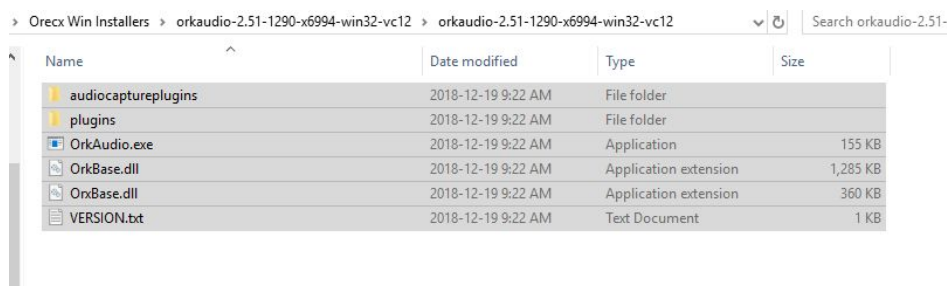 › Orecx Win Installers › orkaudio-2.51-1290-x6994-win32-vc12 › orkaudio-2.51-1290-x6994-win32-vc12 Search orkaudio-2.51-
Name Date modified Type Size
audiocaptureplugins 2018-12-19 9:22 AM File folder
plugins 2018-12-19 9:22 AM File folder
OrkAudio.exe 2018-12-19 9:22 AM Application 155 KB
OrkBase.dll 2018-12-19 9:22 AM Application extension 1,285 KB
OrxBase.dll 2018-12-19 9:22 AM Application extension 360 KB
VERSION.txt 2018-12-19 9:22 AM Text Document 1 KB